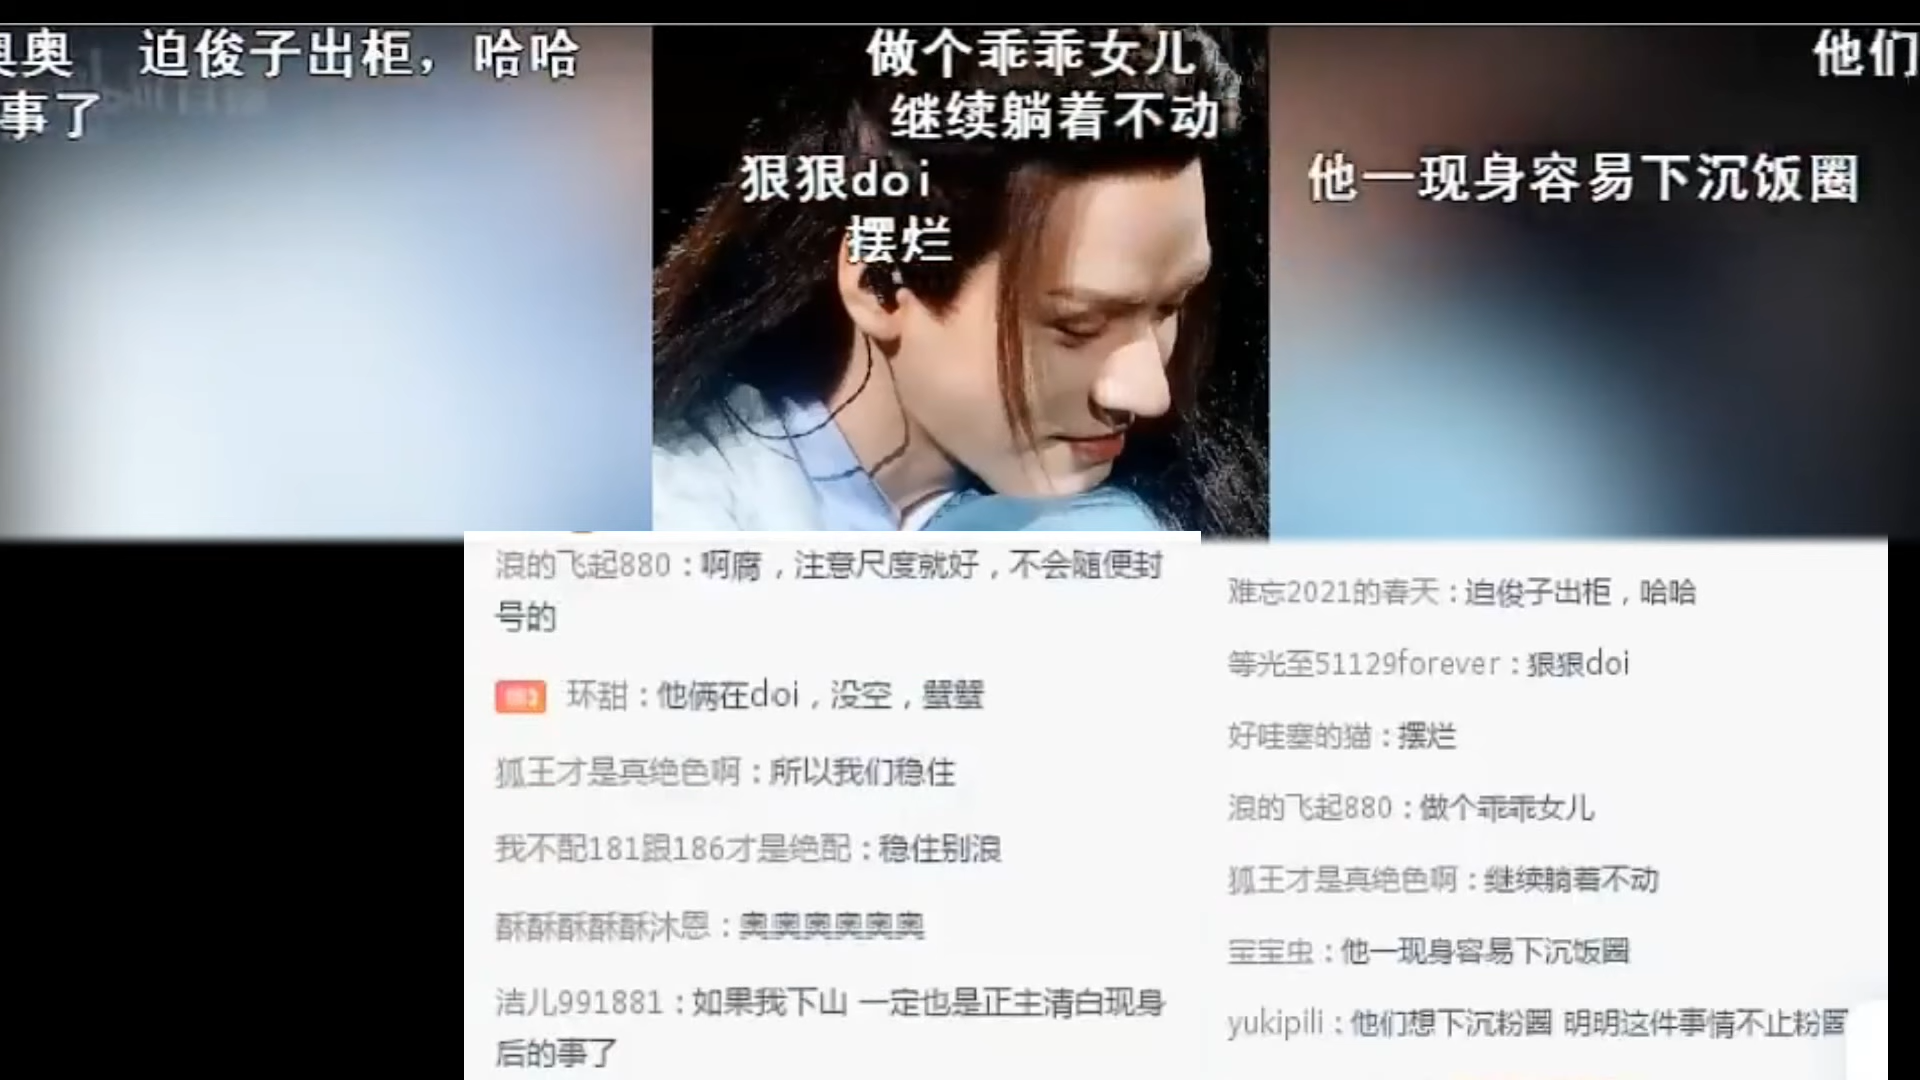 奥奥
迫俊子出柜，哈哈
做个乖乖女儿
他们
事了
继续躺着不动
狠狠doi
他一现身容易下沉饭圈
摆烂
浪的飞起880：啊腐，注意尺度就好，不会随便封
号的
环甜：他俩在doi，没空，蟹蟹
狐王才是真绝色啊：所以我们稳住
我不配181跟186才是绝配：稳住别浪
酥酥酥酥酥沐恩：奥奥奥奥奥奥
洁儿991881：如果我下山 一定也是正主清白现身
后的事了
难忘2021的春天：迫俊子出柜，哈哈
等光至51129forever：狠狠doi
好哇塞的猫：摆烂
浪的飞起880：做个乖乖女儿
狐王才是真绝色啊：继续躺着不动
宝宝虫：他一现身容易下沉饭圈
yukipili：他们想下沉粉圈 明明这件事情不止粉圈